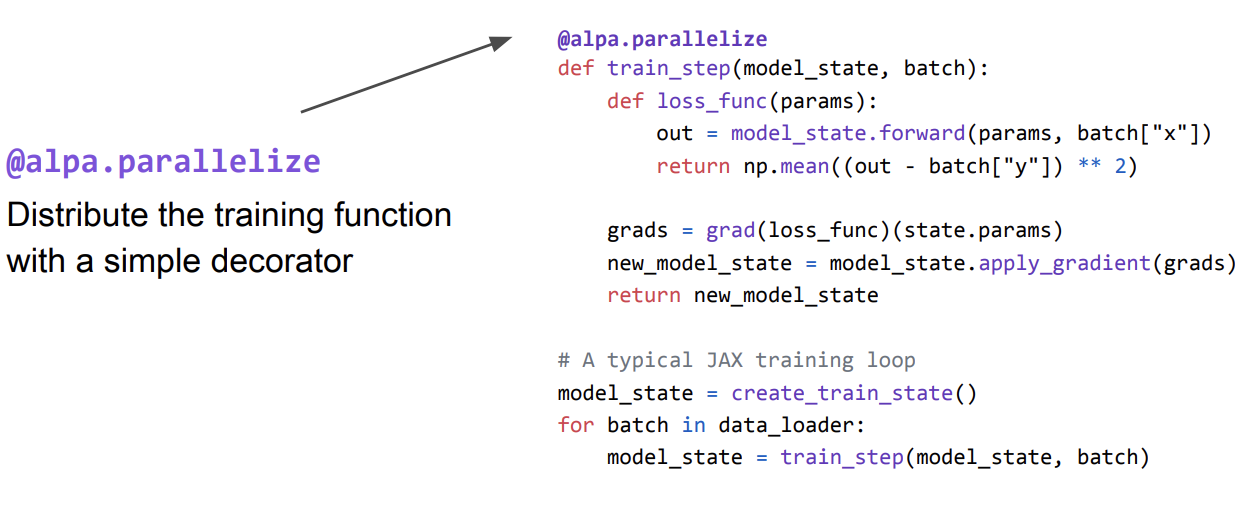 @alpa.parallelize
Distribute the training function
with a simple decorator
@alpa.parallelize
def train_step(model_state, batch):
    def loss_func(params):
        out = model_state.forward(params, batch["x"])
        return np.mean((out - batch["y"]) ** 2)
    grads = grad(loss_func)(state.params)
    new_model_state = model_state.apply_gradient(grads)
    return new_model_state
# A typical JAX training loop
model_state = create_train_state()
for batch in data_loader:
    model_state = train_step(model_state, batch)